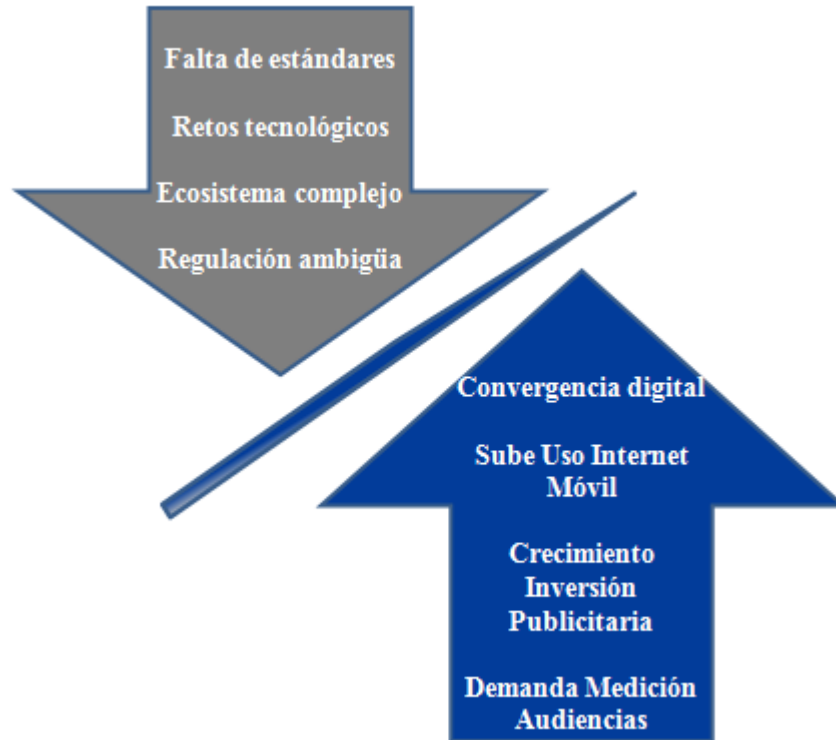 Falta de estándares
Retos tecnológicos
Ecosistema complejo
Regulación ambigüa
Convergencia digital
Sube Uso Internet
Móvil
Crecimiento
Inversión
Publicitaria
Demanda Medición
Audiencias